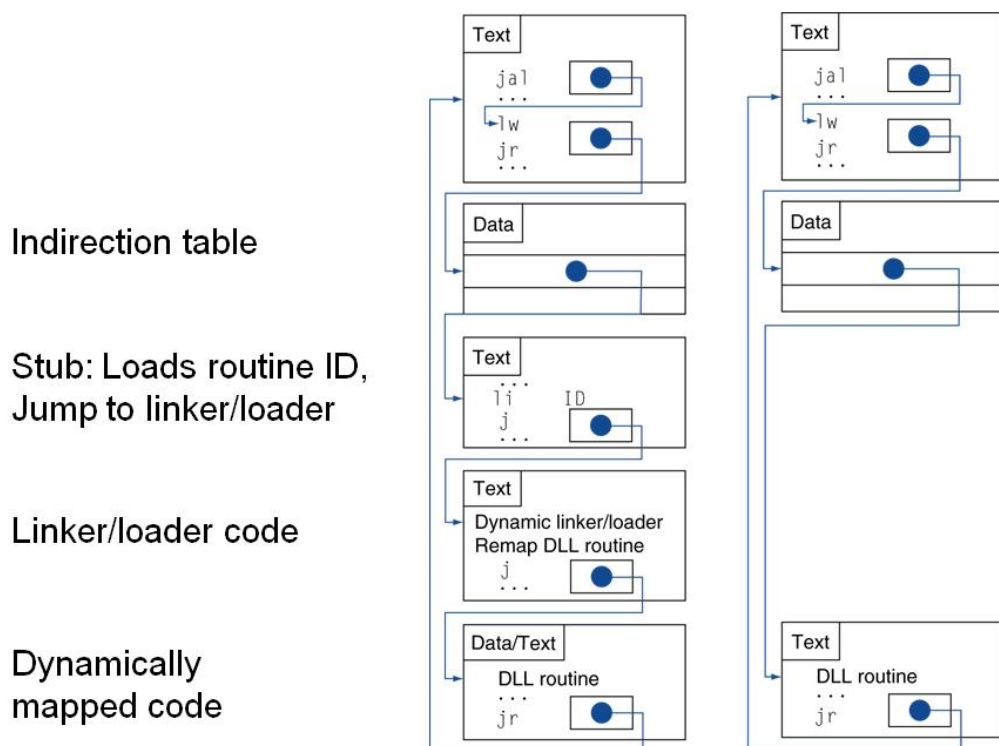 Text
jal
...
lw
jr
...
Text
jal
...
lw
jr
...
Indirection table
Data
Data
Stub: Loads routine ID,
Jump to linker/loader
Text
...
li ID
j
...
Linker/loader code
Text
Dynamic linker/loader
Remap DLL routine
j
...
Dynamically
mapped code
Data/Text
DLL routine
...
jr
Text
DLL routine
...
jr